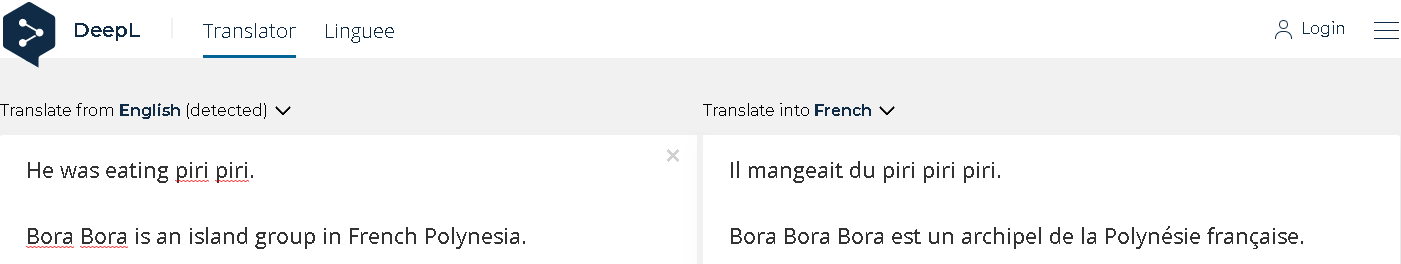 DeepL Translator Linguee Login
Translate from English (detected) Translate into French
He was eating piri piri. Il mangeait du piri piri piri.
Bora Bora is an island group in French Polynesia. Bora Bora Bora est un archipel de la Polynésie française.